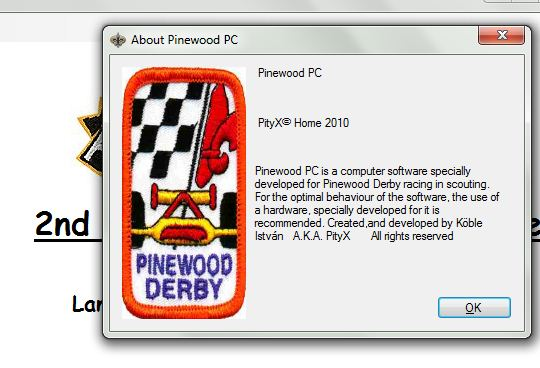 About Pinewood PC
Pinewood PC
PityX® Home 2010
Pinewood PC is a computer software specially
developed for Pinewood Derby racing in scouting.
For the optimal behaviour of the software, the use of
a hardware, specially developed for it is
recommended. Created,and developed by Köble
István A.K.A. PityX All rights reserved
PINEWOOD
DERBY
2nd
OK